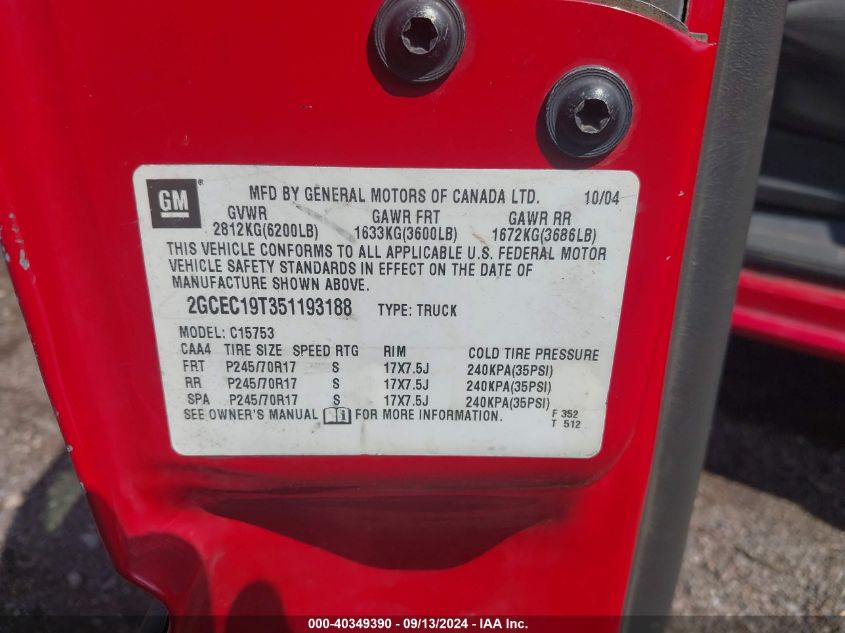 GM ® MFD BY GENERAL MOTORS OF CANADA LTD. 10/04
GVWR GAWR FRT GAWR RR
2812KG(6200LB) 1633KG(3600LB) 1672KG(3686LB)
THIS VEHICLE CONFORMS TO ALL APPLICABLE U.S. FEDERAL MOTOR
VEHICLE SAFETY STANDARDS IN EFFECT ON THE DATE OF
MANUFACTURE SHOWN ABOVE.
2GCEC19T351193188 TYPE: TRUCK
MODEL: C15753
CAA4 TIRE SIZE SPEED RTG RIM COLD TIRE PRESSURE
FRT P245/70R17 S 17X7.5J 240KPA(35PSI)
RR P245/70R17 S 17X7.5J 240KPA(35PSI)
SPA P245/70R17 S 17X7.5J 240KPA(35PSI)
SEE OWNER'S MANUAL FOR MORE INFORMATION. F 352
T 512
000-40349390 - 09/13/2024 - IAA Inc.